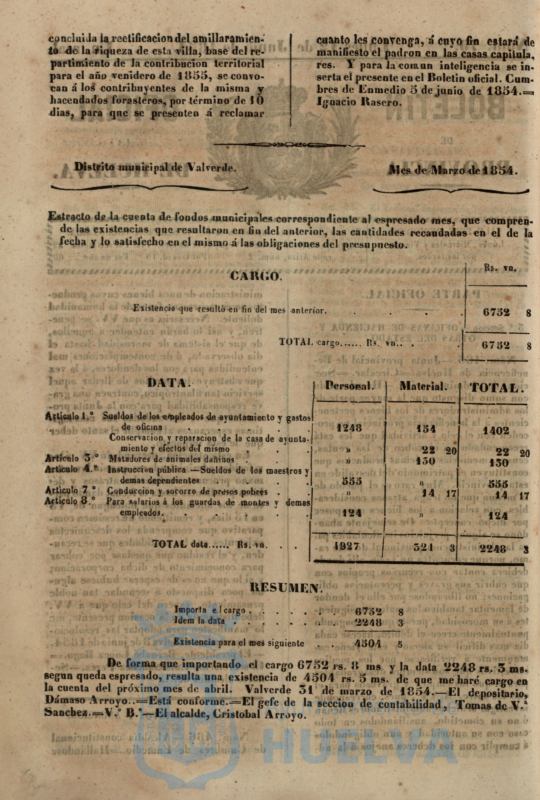 concluida la rectificacion del amillaramien-
to de la riqueza de esta villa, base del re-
partimiento de la contribucion territorial
para el año venidero de 1855, se convo-
can á los contribuyentes de la misma y
hacendados forasteros, por término de 10
dias, para que se presenten á reclamar
cuanto les convenga, á cuyo fin estará de
manifiesto el padron en las casas capitula.
res. Y para la comun inteligencia se in-
serta el presente en el Boletin oficial. Cum-
bres de Enmedio 5 de junio de 1854.=
Ignacio Rasero.
Distrito municipal de Valverde.
Mes de Marzo de 1854.
Estracto de la cuenta de fondos municipales correspondiente al espresado mes, que compren-
de las existencias que resultaron en fin del anterior, las cantidades recaudadas en el de la
fecha y lo satisfecho en el mismo á las obligaciones del presupuesto.
CARGO.
Rs. vn.
Existencia que resultó en fin del mes anterior. 6752 8
TOTAL cargo...... Rs. vn.. 6752 8
DATA.
Personal. Material. TOTAL.
Artículo 1.° Sueldos de los empleados de ayuntamiento y gastos
de oficina 1248 154 1402
Conservacion y reparacion de la casa de ayunta-
miento y efectos del mismo » 22 20 22 20
Artículo 3.° Matadores de animales dañinos » 130 130
Artículo 4.° Instruccion pública—Sueldos de los maestros y
demas dependientes 555 » 555
Artículo 7.° Conduccion y socorro de presos pobres » 14 17 14 17
Artículo 8.° Para salarios á los guardas de montes y demas
empleados. 124 » 124
TOTAL data...... Rs. vn. 1927 321 3 2248 3
RESUMEN.
Importa el cargo 6752 8
Idem la data 2248 3
Existencia para el mes siguiente 4504 5
De forma que importando el cargo 6752 rs. 8 ms. y la data 2248 rs. 3 ms.
segun queda espresado, resulta una existencia de 4504 rs. 5 ms. de que me haré cargo en
la cuenta del próximo mes de abril. Valverde 31 de marzo de 1854.—El depositario,
Dámaso Arroyo..=Está conforme.=El gefe de la seccion de contabilidad, Tomas de V.ª
Sanchez.=V.° B.°—El alcalde, Cristobal Arroyo.
HUELVA